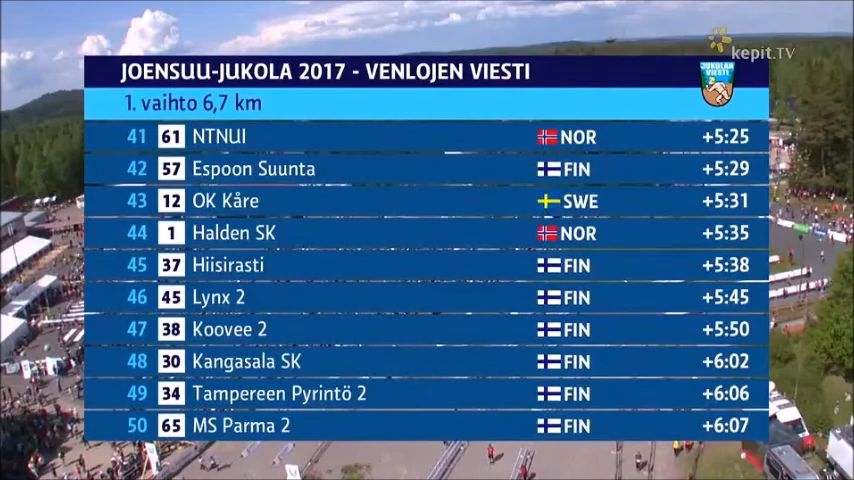 kepit.TV
JOENSUU-JUKOLA 2017 - VENLOJEN VIESTI
JUKOLAN
VIESTI
1. vaihto 6,7 km
41 61 NTNUI NOR +5:25
42 57 Espoon Suunta FIN +5:29
43 12 OK Kåre SWE +5:31
44 1 Halden SK NOR +5:35
45 37 Hiisirasti FIN +5:38
46 45 Lynx 2 FIN +5:45
47 38 Koovee 2 FIN +5:50
48 30 Kangasala SK FIN +6:02
49 34 Tampereen Pyrintö 2 FIN +6:06
50 65 MS Parma 2 FIN +6:07